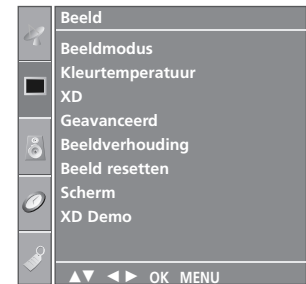 Beeld
Beeldmodus
Kleurtemperatuur
XD
Geavanceerd
Beeldverhouding
Beeld resetten
Scherm
XD Demo
▲▼ ◄► OK MENU